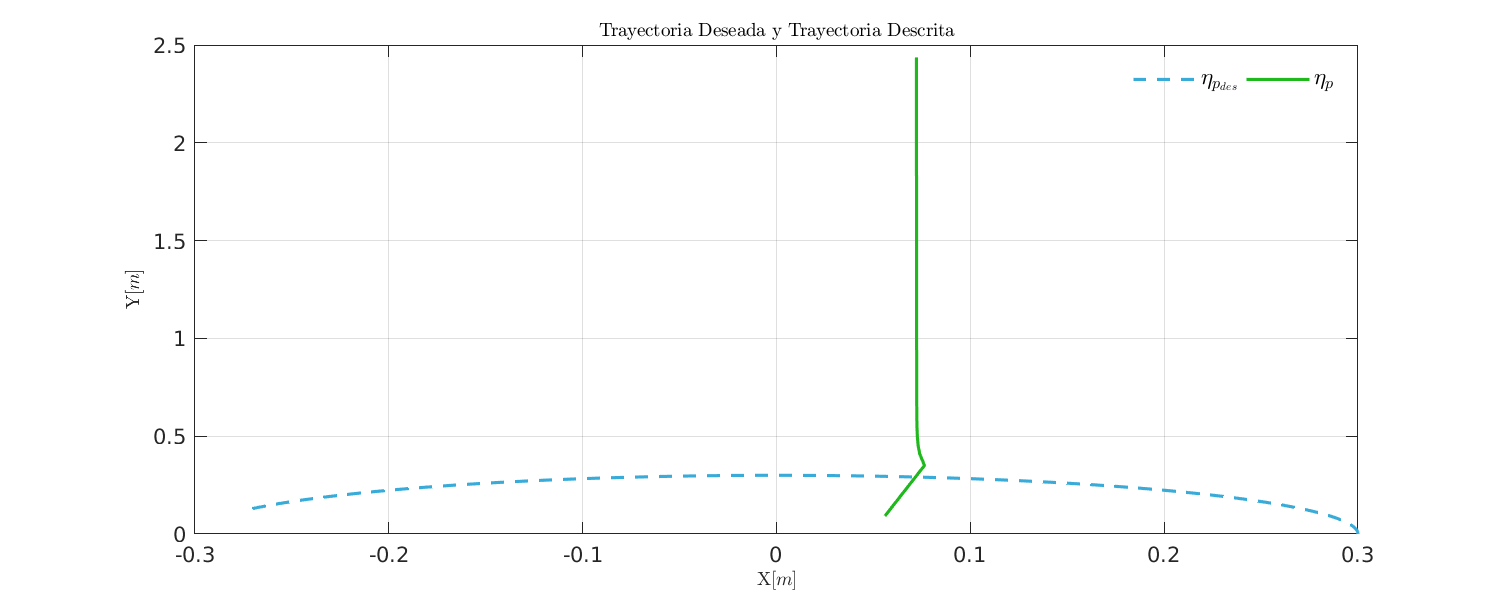 Trayectoria Deseada y Trayectoria Descrita
2.5
2
1.5
1
0.5
0
Y[m]
η_{p_{des}} η_p
-0.3 -0.2 -0.1 0 0.1 0.2 0.3
X[m]